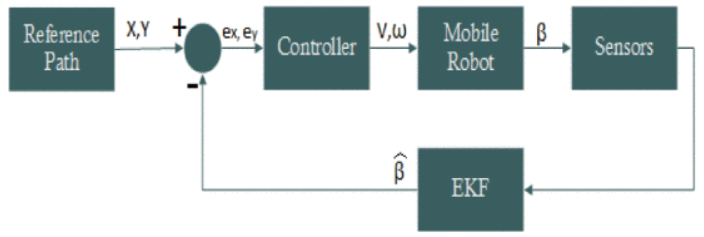 Reference
Path
X,Y
+
-
ex, ey
Controller
V,ω
Mobile
Robot
β
Sensors
EKF
β̂